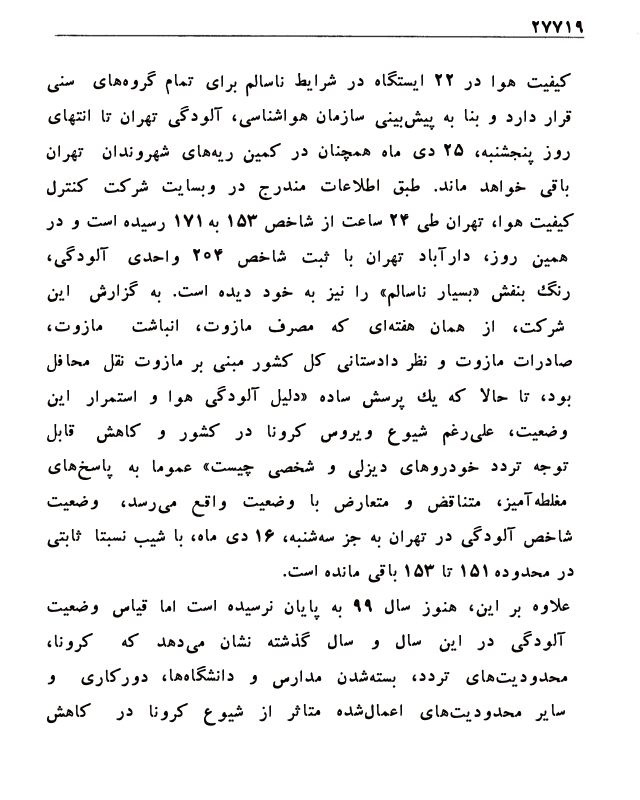 ۲۷۷۱۹
کیفیت هوا در ۲۲ ایستگاه در شرایط ناسالم برای تمام گروه‌های سنی
قرار دارد و بنا به پیش‌بینی سازمان هواشناسی، آلودگی تهران تا انتهای
روز پنجشنبه، ۲۵ دی ماه همچنان در کمین ریه‌های شهروندان تهران
باقی خواهد ماند. طبق اطلاعات مندرج در وبسایت شرکت کنترل
کیفیت هوا، تهران طی ۲۴ ساعت از شاخص ۱۵۳ به ۱۷۱ رسیده است و در
همین روز، دارآباد تهران با ثبت شاخص ۲۰۴ واحدی آلودگی،
رنگ بنفش «بسیار ناسالم» را نیز به خود دیده است. به گزارش این
شرکت، از همان هفته‌ای که مصرف مازوت، انباشت مازوت،
صادرات مازوت و نظر دادستانی کل کشور مبنی بر مازوت نقل محافل
بود، تا حالا که یك پرسش ساده «دلیل آلودگی هوا و استمرار این
وضعیت، علی‌رغم شیوع ویروس کرونا در کشور و کاهش قابل
توجه تردد خودروهای دیزلی و شخصی چیست» عموما به پاسخ‌های
مغلطه‌آمیز، متناقض و متعارض با وضعیت واقع می‌رسد، وضعیت
شاخص آلودگی در تهران به جز سه‌شنبه، ۱۶ دی ماه، با شیب نسبتا ثابتی
در محدوده ۱۵۱ تا ۱۵۳ باقی مانده است.
علاوه بر این، هنوز سال ۹۹ به پایان نرسیده است اما قیاس وضعیت
آلودگی در این سال و سال گذشته نشان می‌دهد که کرونا،
محدودیت‌های تردد، بسته‌شدن مدارس و دانشگاه‌ها، دورکاری و
سایر محدودیت‌های اعمال‌شده متاثر از شیوع کرونا در کاهش